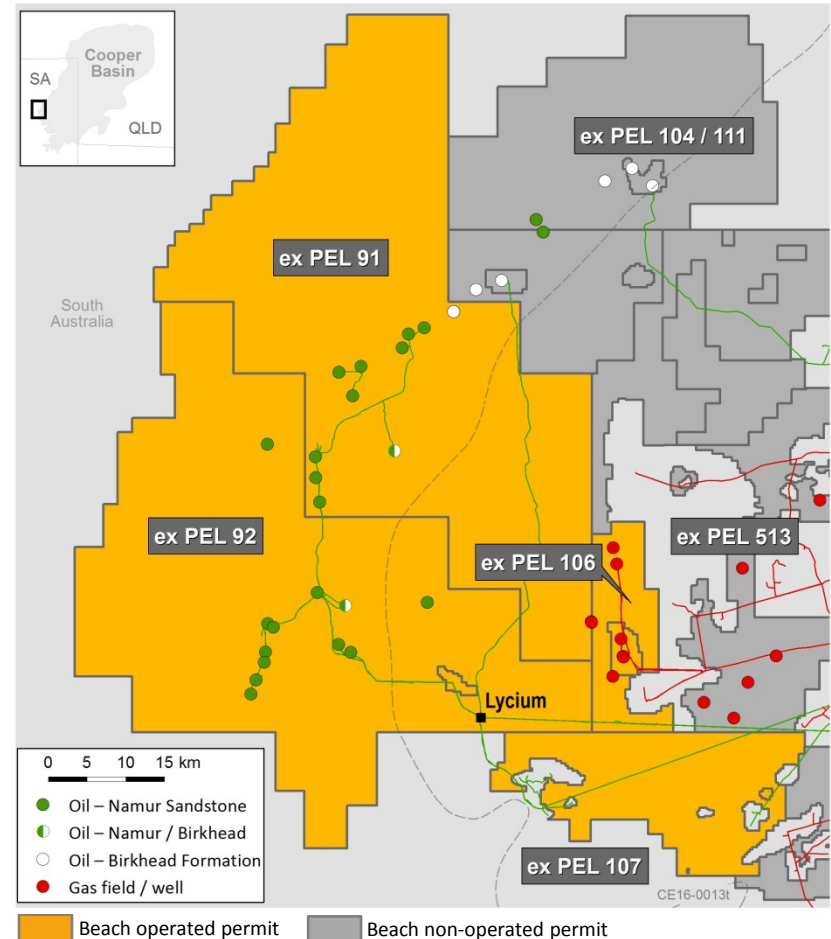 Cooper
Basin
SA
QLD
ex PEL 104 / 111
ex PEL 91
South
Australia
ex PEL 92
ex PEL 513
ex PEL 106
Lycium
0 5 10 15 km
Oil – Namur Sandstone
Oil – Namur / Birkhead
Oil – Birkhead Formation
Gas field / well
ex PEL 107
CE16-0013t
Beach operated permit
Beach non-operated permit